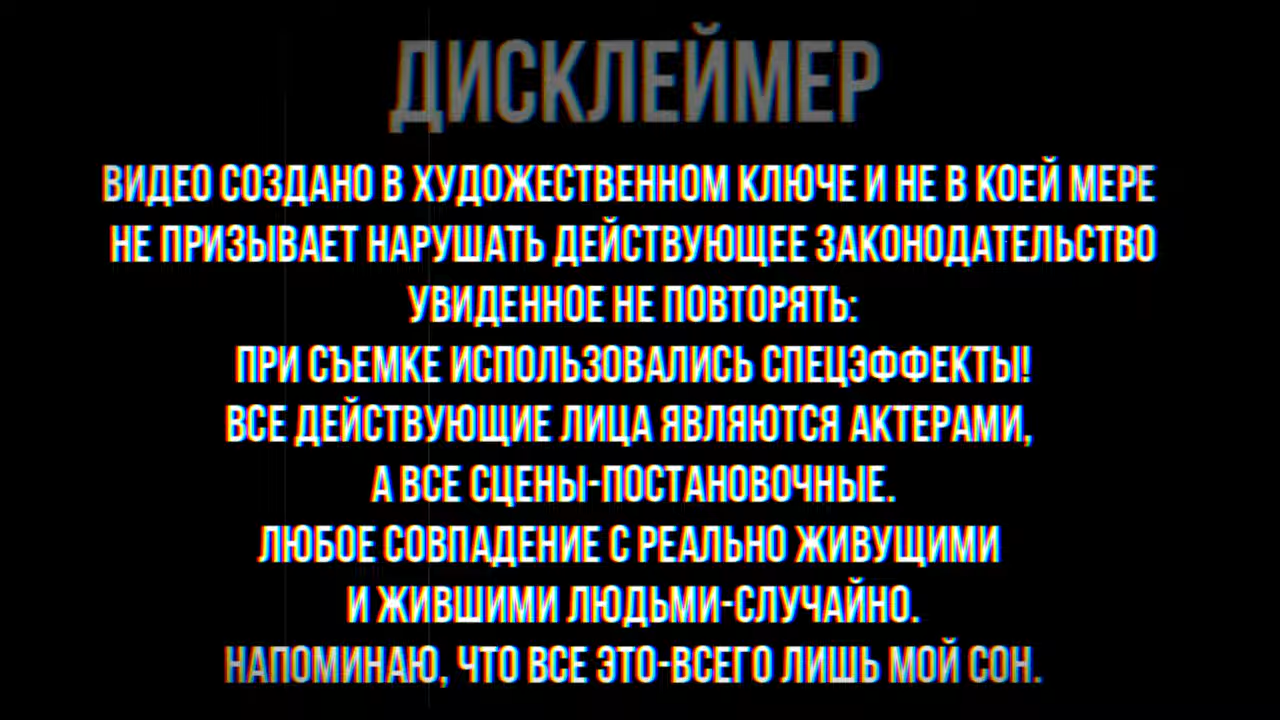 ДИСКЛЕЙМЕР
ВИДЕО СОЗДАНО В ХУДОЖЕСТВЕННОМ КЛЮЧЕ И НЕ В КОЕЙ МЕРЕ
НЕ ПРИЗЫВАЕТ НАРУШАТЬ ДЕЙСТВУЮЩЕЕ ЗАКОНОДАТЕЛЬСТВО
УВИДЕННОЕ НЕ ПОВТОРЯТЬ:
ПРИ СЪЕМКЕ ИСПОЛЬЗОВАЛИСЬ СПЕЦЭФФЕКТЫ!
ВСЕ ДЕЙСТВУЮЩИЕ ЛИЦА ЯВЛЯЮТСЯ АКТЕРАМИ,
А ВСЕ СЦЕНЫ-ПОСТАНОВОЧНЫЕ.
ЛЮБОЕ СОВПАДЕНИЕ С РЕАЛЬНО ЖИВУЩИМИ
И ЖИВШИМИ ЛЮДЬМИ-СЛУЧАЙНО.
НАПОМИНАЮ, ЧТО ВСЕ ЭТО-ВСЕГО ЛИШЬ МОЙ СОН.